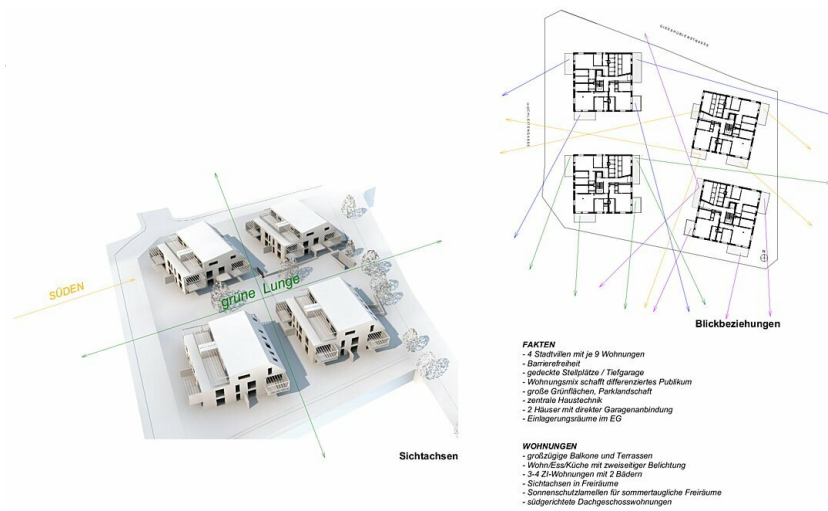 SÜDEN
grüne Lunge
Sichtachsen
Blickbeziehungen
FAKTEN
- 4 Stadtvillen mit je 9 Wohnungen
- Barrierefreiheit
- gedeckte Stellplätze / Tiefgarage
- Wohnungsmix schafft differenziertes Publikum
- große Grünflächen, Parklandschaft
- zentrale Haustechnik
- 2 Häuser mit direkter Garagenanbindung
- Einlagerungsräume im EG
WOHNUNGEN
- großzügige Balkone und Terrassen
- Wohn/Ess/Küche mit zweiseitiger Belichtung
- 3-4 ZI-Wohnungen mit 2 Bädern
- Sichtachsen in Freiräume
- Sonnenschutzlamellen für sommertaugliche Freiräume
- südgerichtete Dachgeschosswohnungen